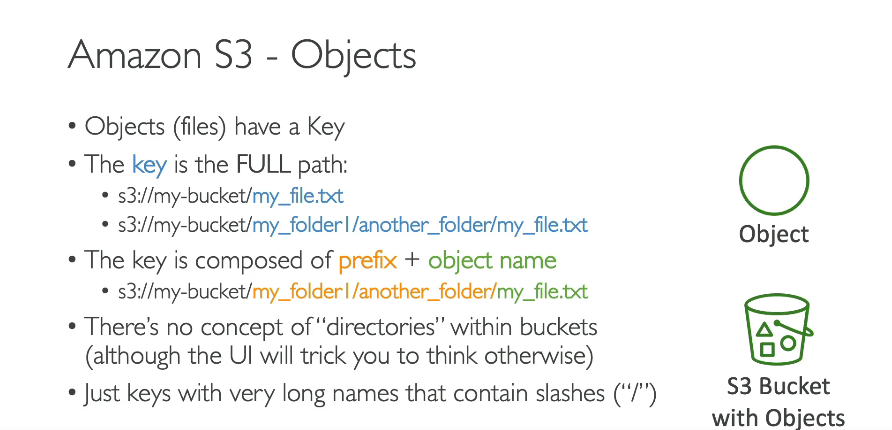 Amazon S3 - Objects
• Objects (files) have a Key
• The key is the FULL path:
• s3://my-bucket/my_file.txt
• s3://my-bucket/my_folder1/another_folder/my_file.txt
• The key is composed of prefix + object name
• s3://my-bucket/my_folder1/another_folder/my_file.txt
• There's no concept of “directories” within buckets
(although the UI will trick you to think otherwise)
• Just keys with very long names that contain slashes (“/”)
Object
S3 Bucket
with Objects